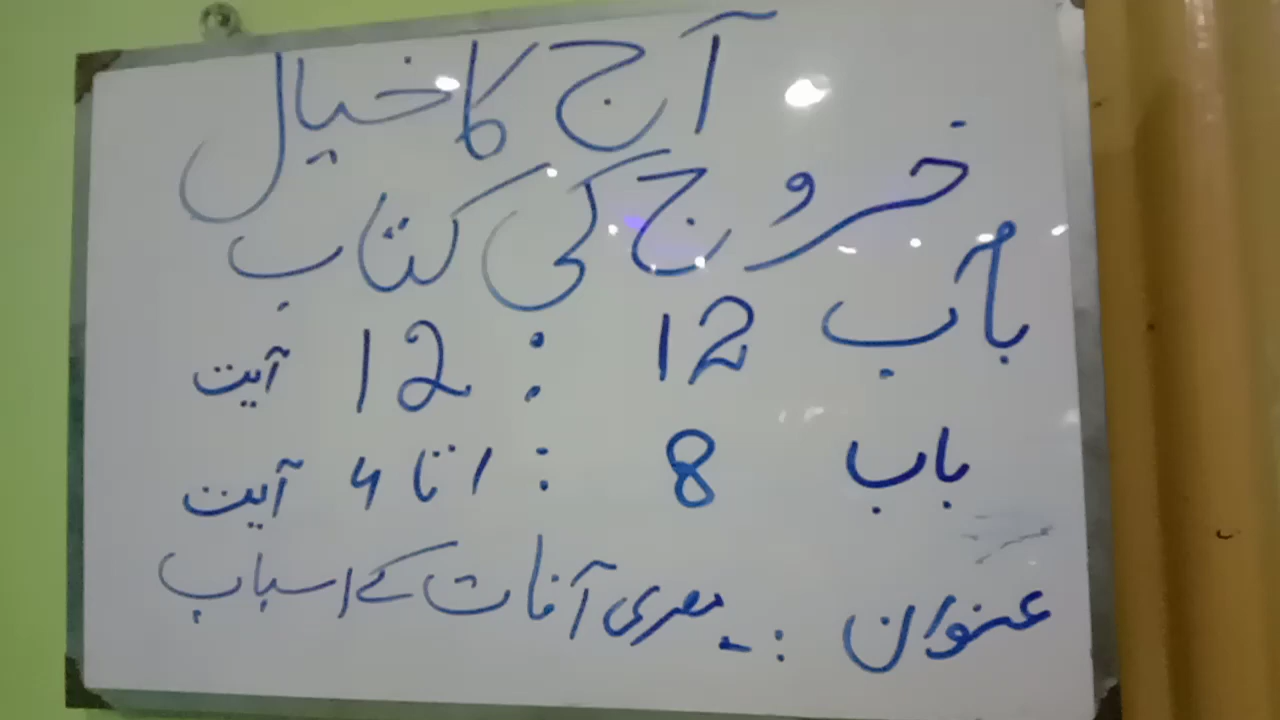 آج کا خیال
خروج کی کتاب
باب 12 : 12 آیت
باب 8 : 1 تا 4 آیت
عنوان :۔ مصری آفات کے اسباب